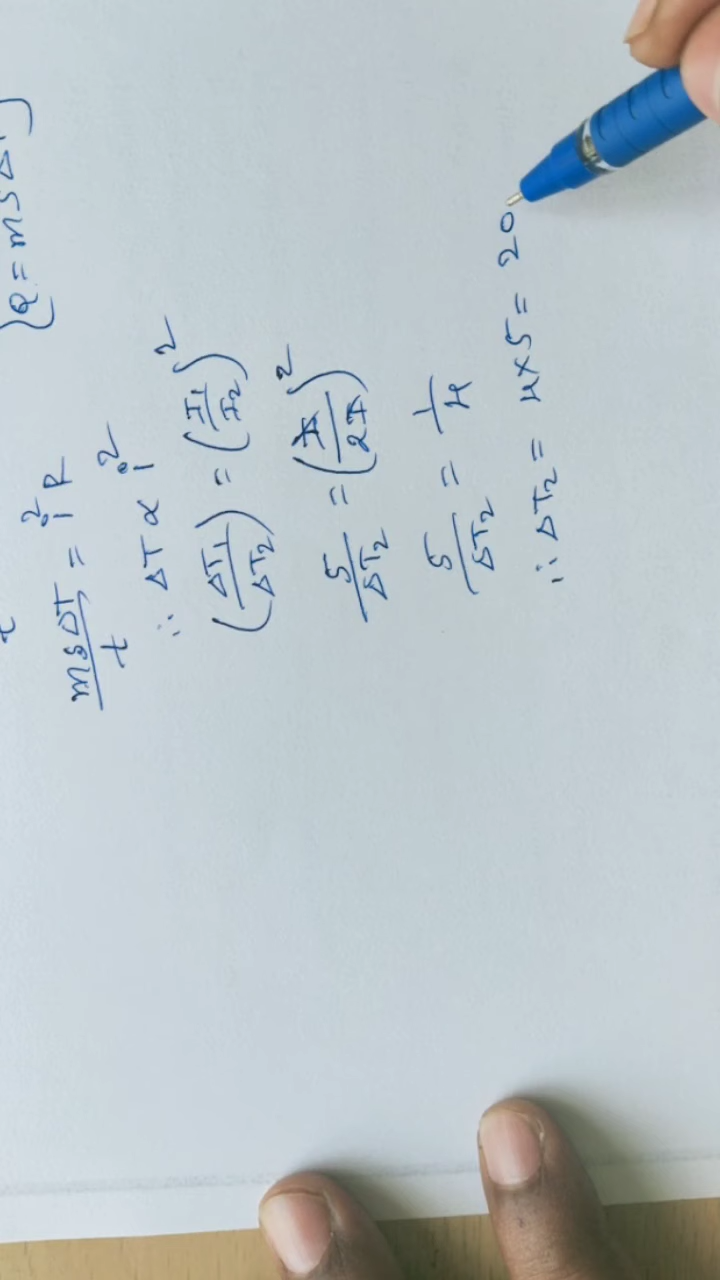 {Q = msΔT}
t
msΔT/t = i²R
∴ ΔT ∝ i²
(ΔT₁/ΔT₂) = (I₁/I₂)²
5/ΔT₂ = (I/2I)²
5/ΔT₂ = 1/4
∴ ΔT₂ = 4×5 = 20